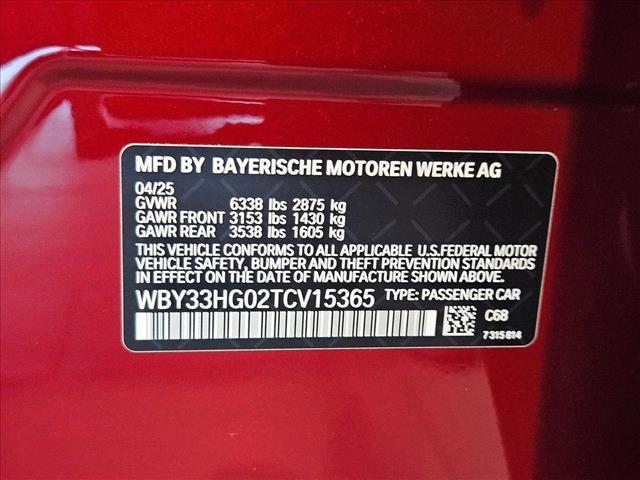 MFD BY BAYERISCHE MOTOREN WERKE AG
04/25
GVWR 6338 lbs 2875 kg
GAWR FRONT 3153 lbs 1430 kg
GAWR REAR 3538 lbs 1605 kg
THIS VEHICLE CONFORMS TO ALL APPLICABLE U.S.FEDERAL MOTOR
VEHICLE SAFETY, BUMPER AND THEFT PREVENTION STANDARDS
IN EFFECT ON THE DATE OF MANUFACTURE SHOWN ABOVE.
WBY33HG02TCV15365 TYPE: PASSENGER CAR
C68
7315814